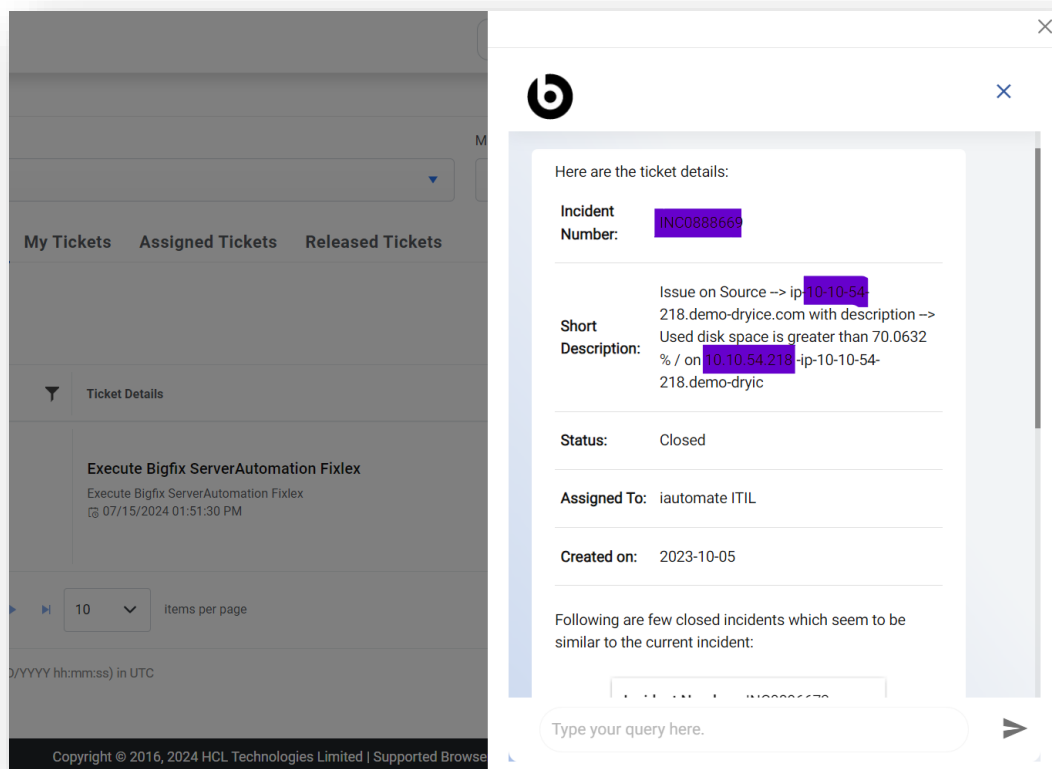 M
My Tickets Assigned Tickets Released Tickets
Ticket Details
Execute Bigfix ServerAutomation Fixlex
Execute Bigfix ServerAutomation Fixlex
07/15/2024 01:51:30 PM
10 items per page
/YYYY hh:mm:ss) in UTC
Copyright © 2016, 2024 HCL Technologies Limited | Supported Browse
b
Here are the ticket details:
Incident
Number:
INC0888669
Short
Description:
Issue on Source --> ip-10-10-54-
218.demo-dryice.com with description -->
Used disk space is greater than 70.0632
% / on 10.10.54.218 -ip-10-10-54-
218.demo-dryic
Status: Closed
Assigned To: iautomate ITIL
Created on: 2023-10-05
Following are few closed incidents which seem to be
similar to the current incident:
Type your query here.